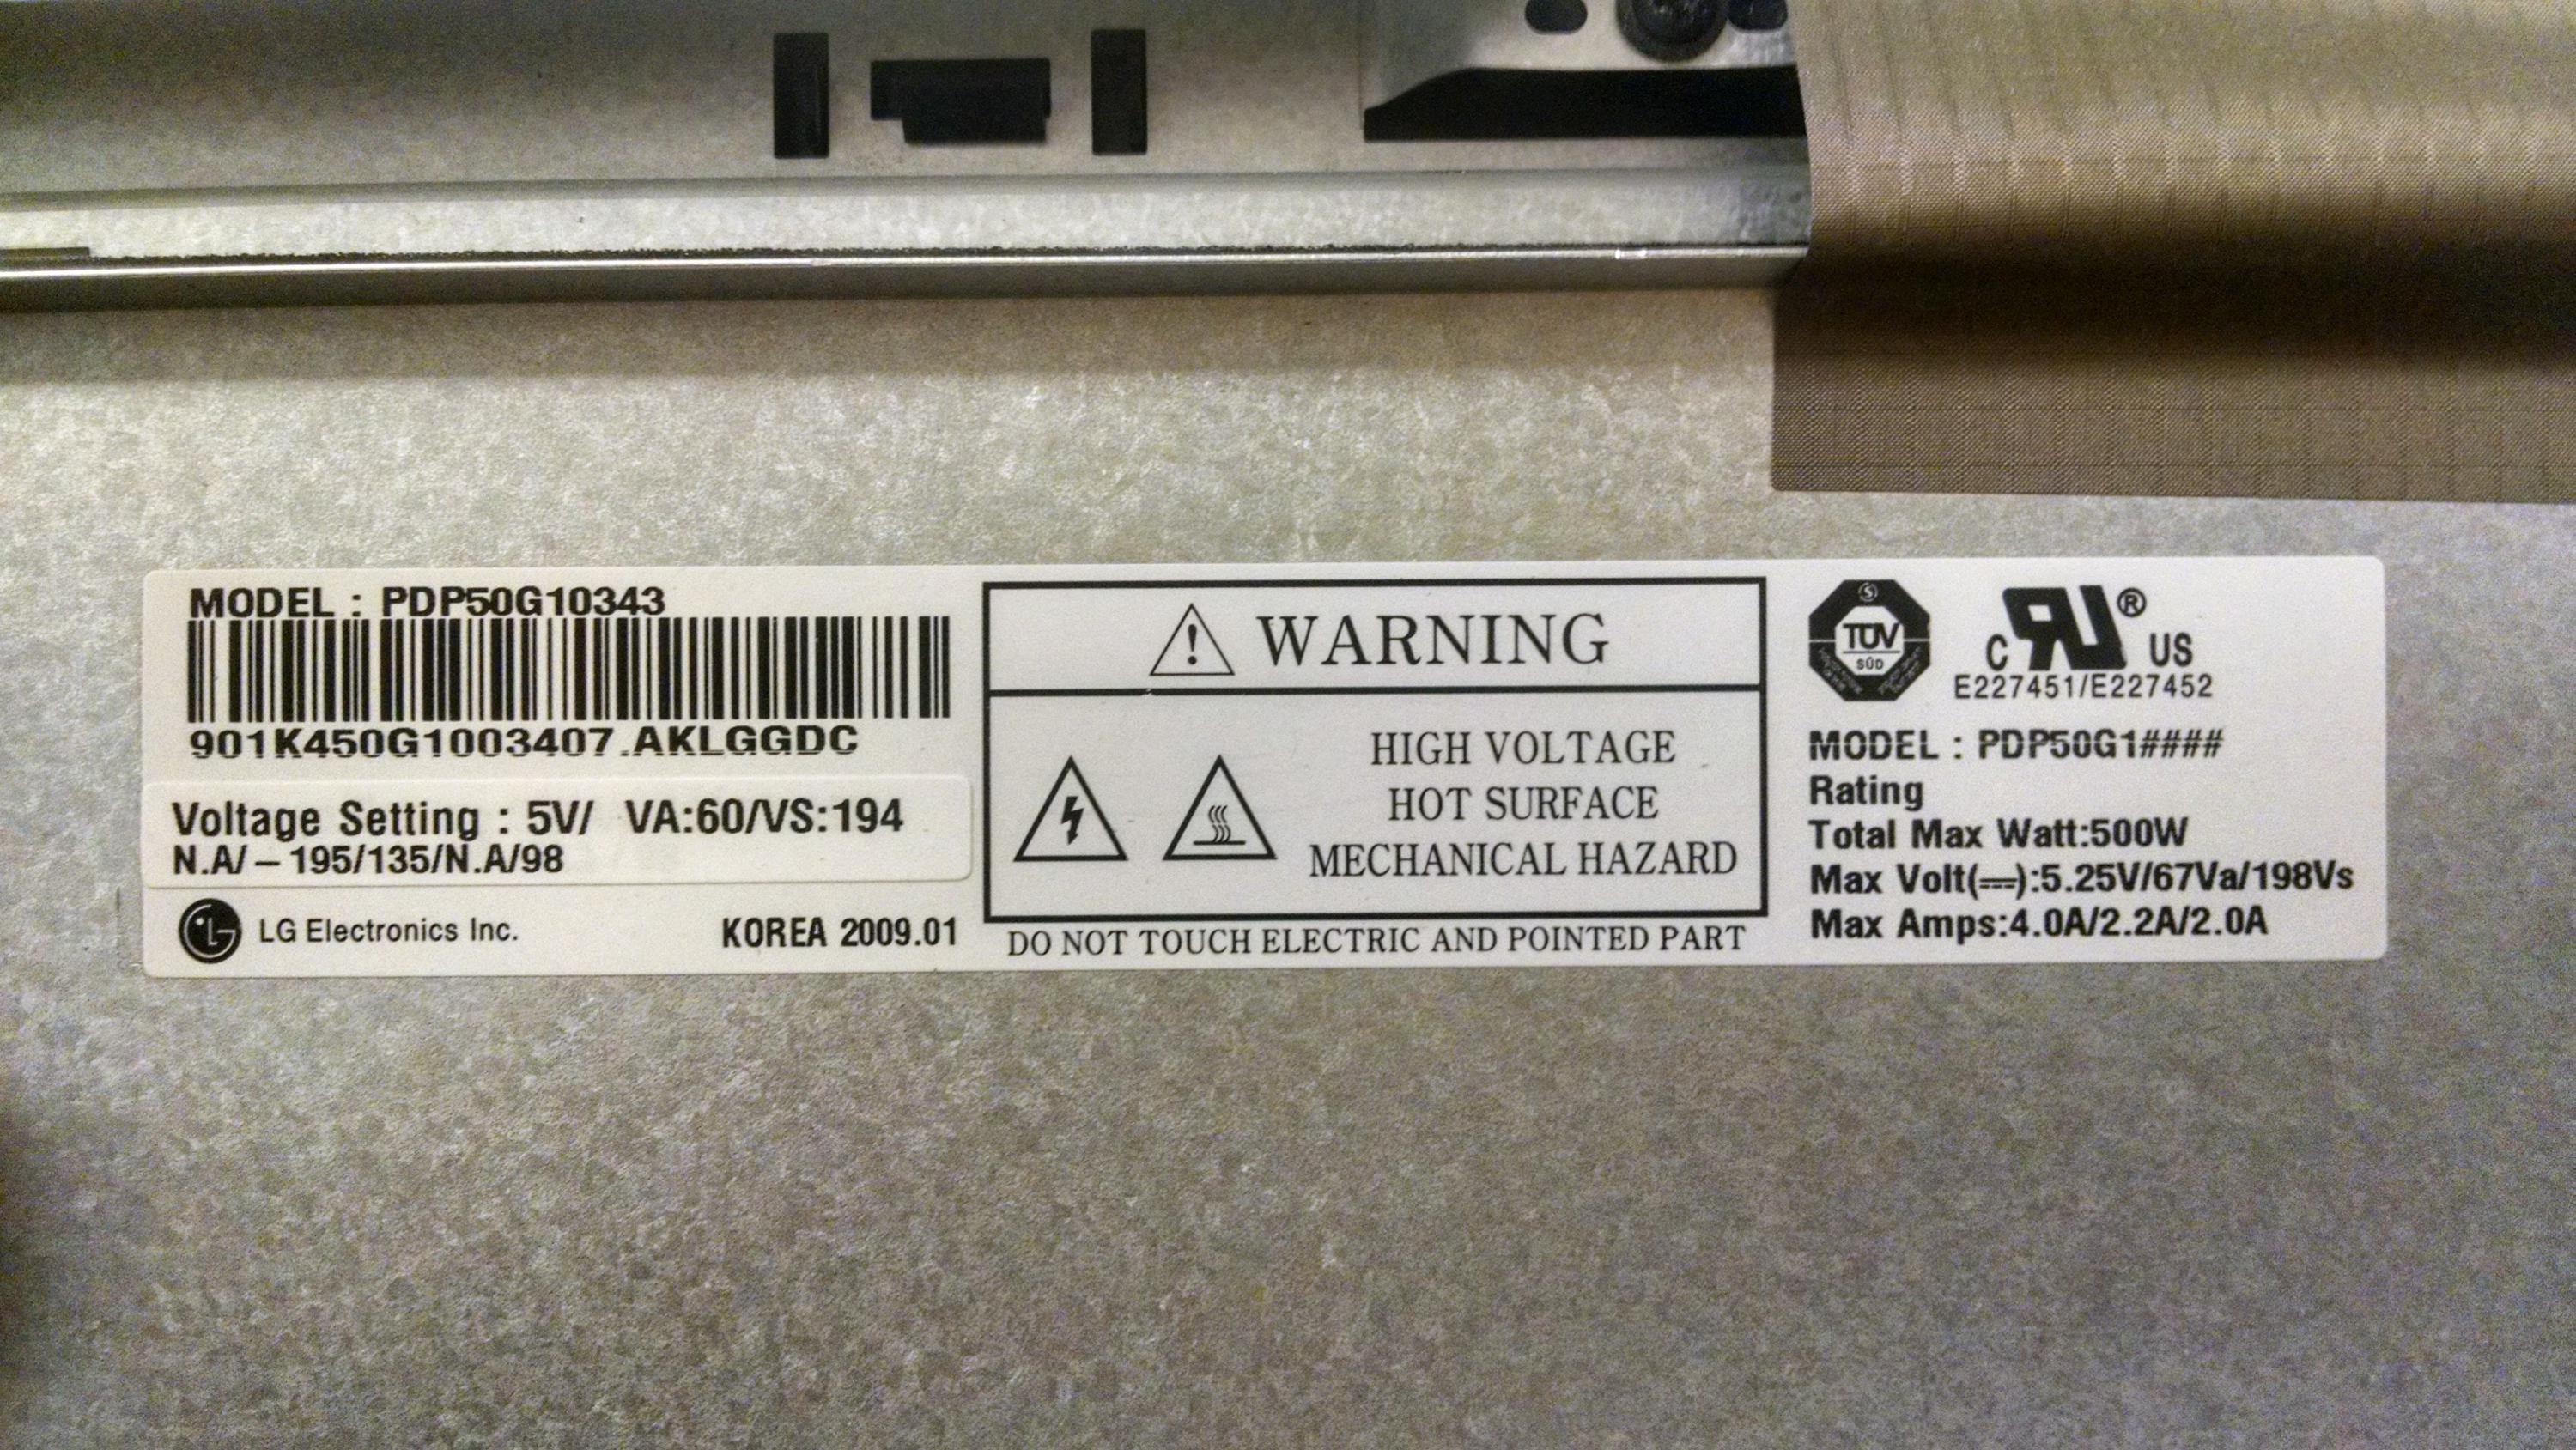 MODEL : PDP50G10343
901K450G1003407.AKLGGDC
Voltage Setting : 5V/ VA:60/VS:194
N.A/ – 195/135/N.A/98
LG Electronics Inc.
KOREA 2009.01
WARNING
HIGH VOLTAGE
HOT SURFACE
MECHANICAL HAZARD
DO NOT TOUCH ELECTRIC AND POINTED PART
TÜV
SÜD
C RU® US
E227451/E227452
MODEL : PDP50G1####
Rating
Total Max Watt:500W
Max Volt(⎓):5.25V/67Va/198Vs
Max Amps:4.0A/2.2A/2.0A